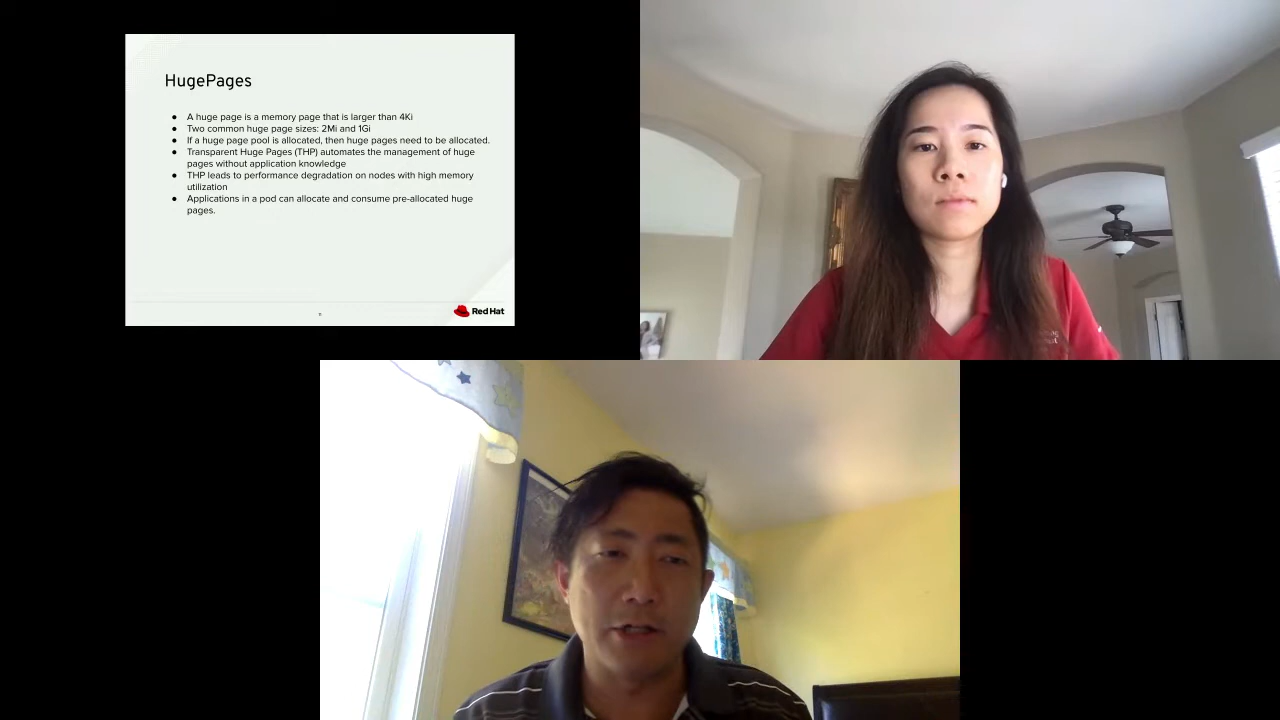 HugePages
● A huge page is a memory page that is larger than 4Ki
● Two common huge page sizes: 2Mi and 1Gi
● If a huge page pool is allocated, then huge pages need to be allocated.
● Transparent Huge Pages (THP) automates the management of huge
pages without application knowledge
● THP leads to performance degradation on nodes with high memory
utilization
● Applications in a pod can allocate and consume pre-allocated huge
pages.
Red Hat